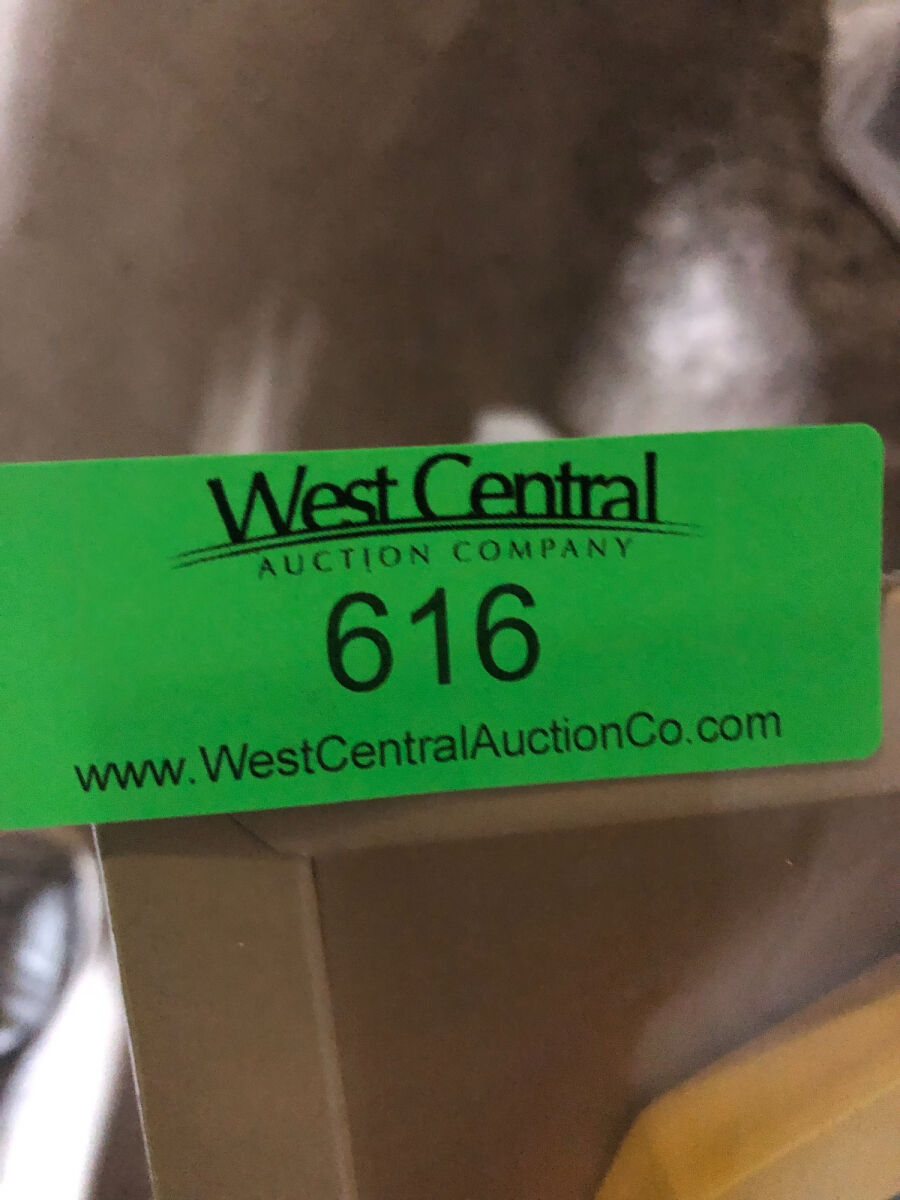 West Central
AUCTION COMPANY
616
www.WestCentralAuctionCo.com